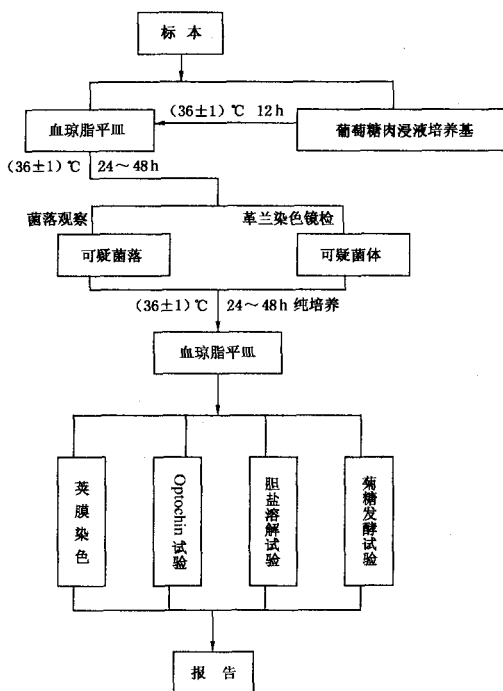 标 本
(36±1)℃ 12h
血琼脂平皿
葡萄糖肉浸液培养基
(36±1)℃ 24～48h
菌落观察
革兰染色镜检
可疑菌落
可疑菌体
(36±1)℃ 24～48h 纯培养
血琼脂平皿
荚膜染色
Optochin 试验
胆盐溶解试验
菊糖发酵试验
报 告